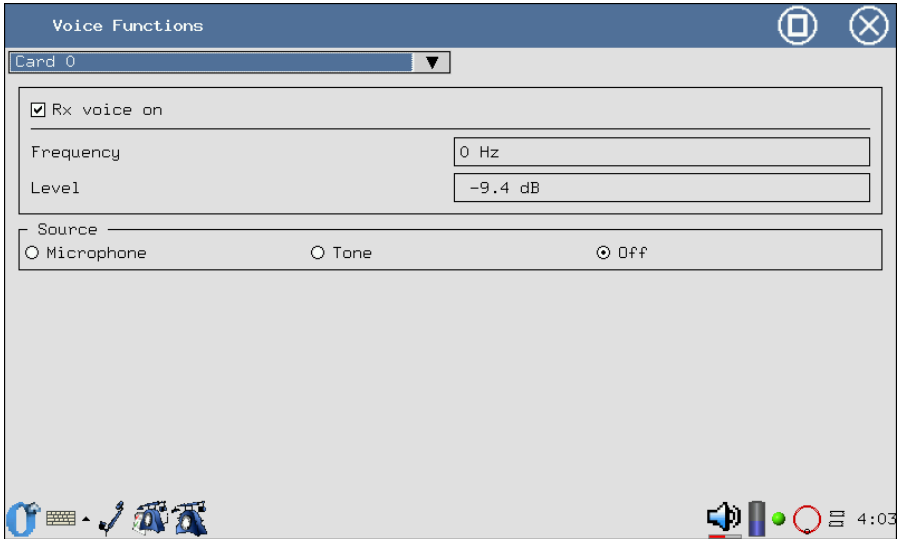 Voice Functions
Card 0
Rx voice on
Frequency 0 Hz
Level -9.4 dB
Source
Microphone Tone Off
4:03